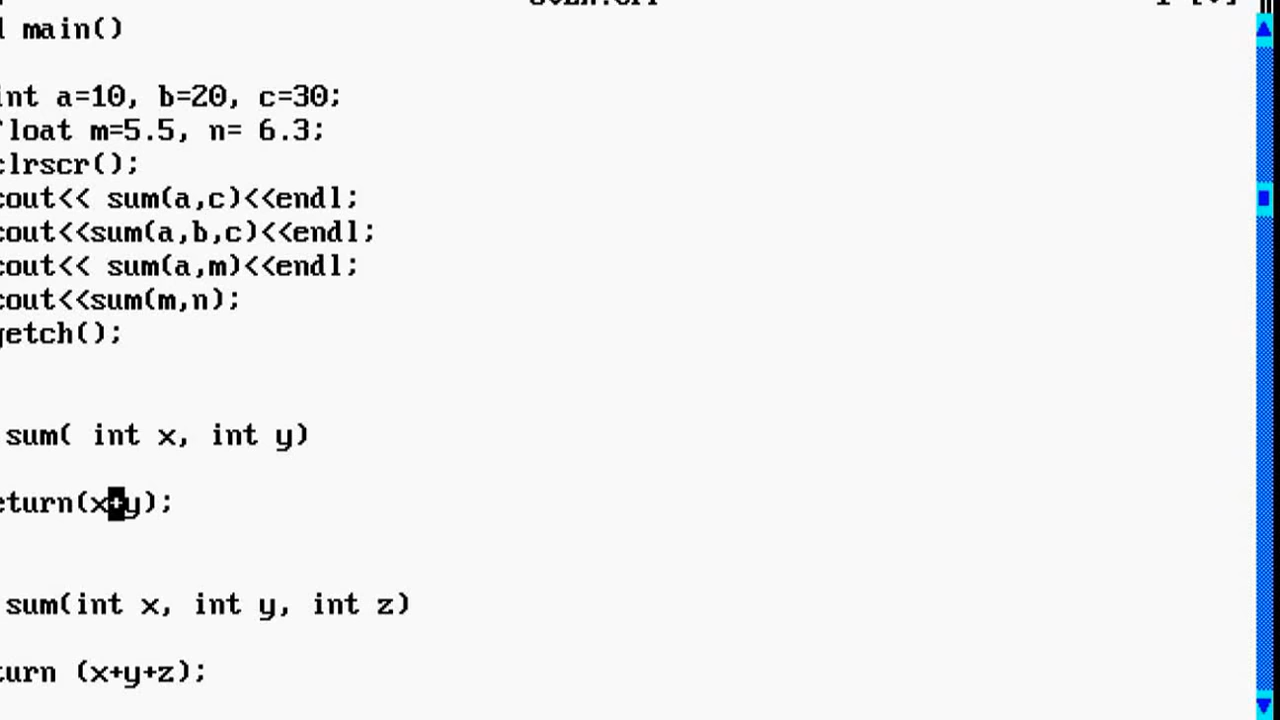 main()
int a=10, b=20, c=30;
float m=5.5, n= 6.3;
clrscr();
cout<< sum(a,c)<<endl;
cout<<sum(a,b,c)<<endl;
cout<< sum(a,m)<<endl;
cout<<sum(m,n);
getch();
sum( int x, int y)
eturn(x+y);
sum(int x, int y, int z)
turn (x+y+z);